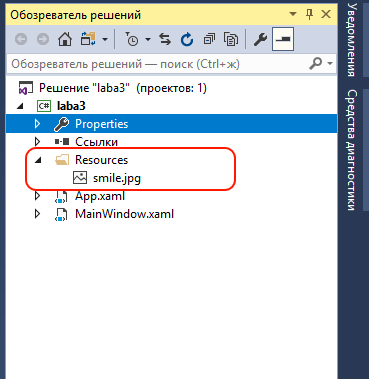 Обозреватель решений
Обозреватель решений — поиск (Ctrl+ж)
Решение "laba3" (проектов: 1)
C# laba3
Properties
Ссылки
Resources
smile.jpg
App.xaml
MainWindow.xaml
Уведомления
Средства диагностики